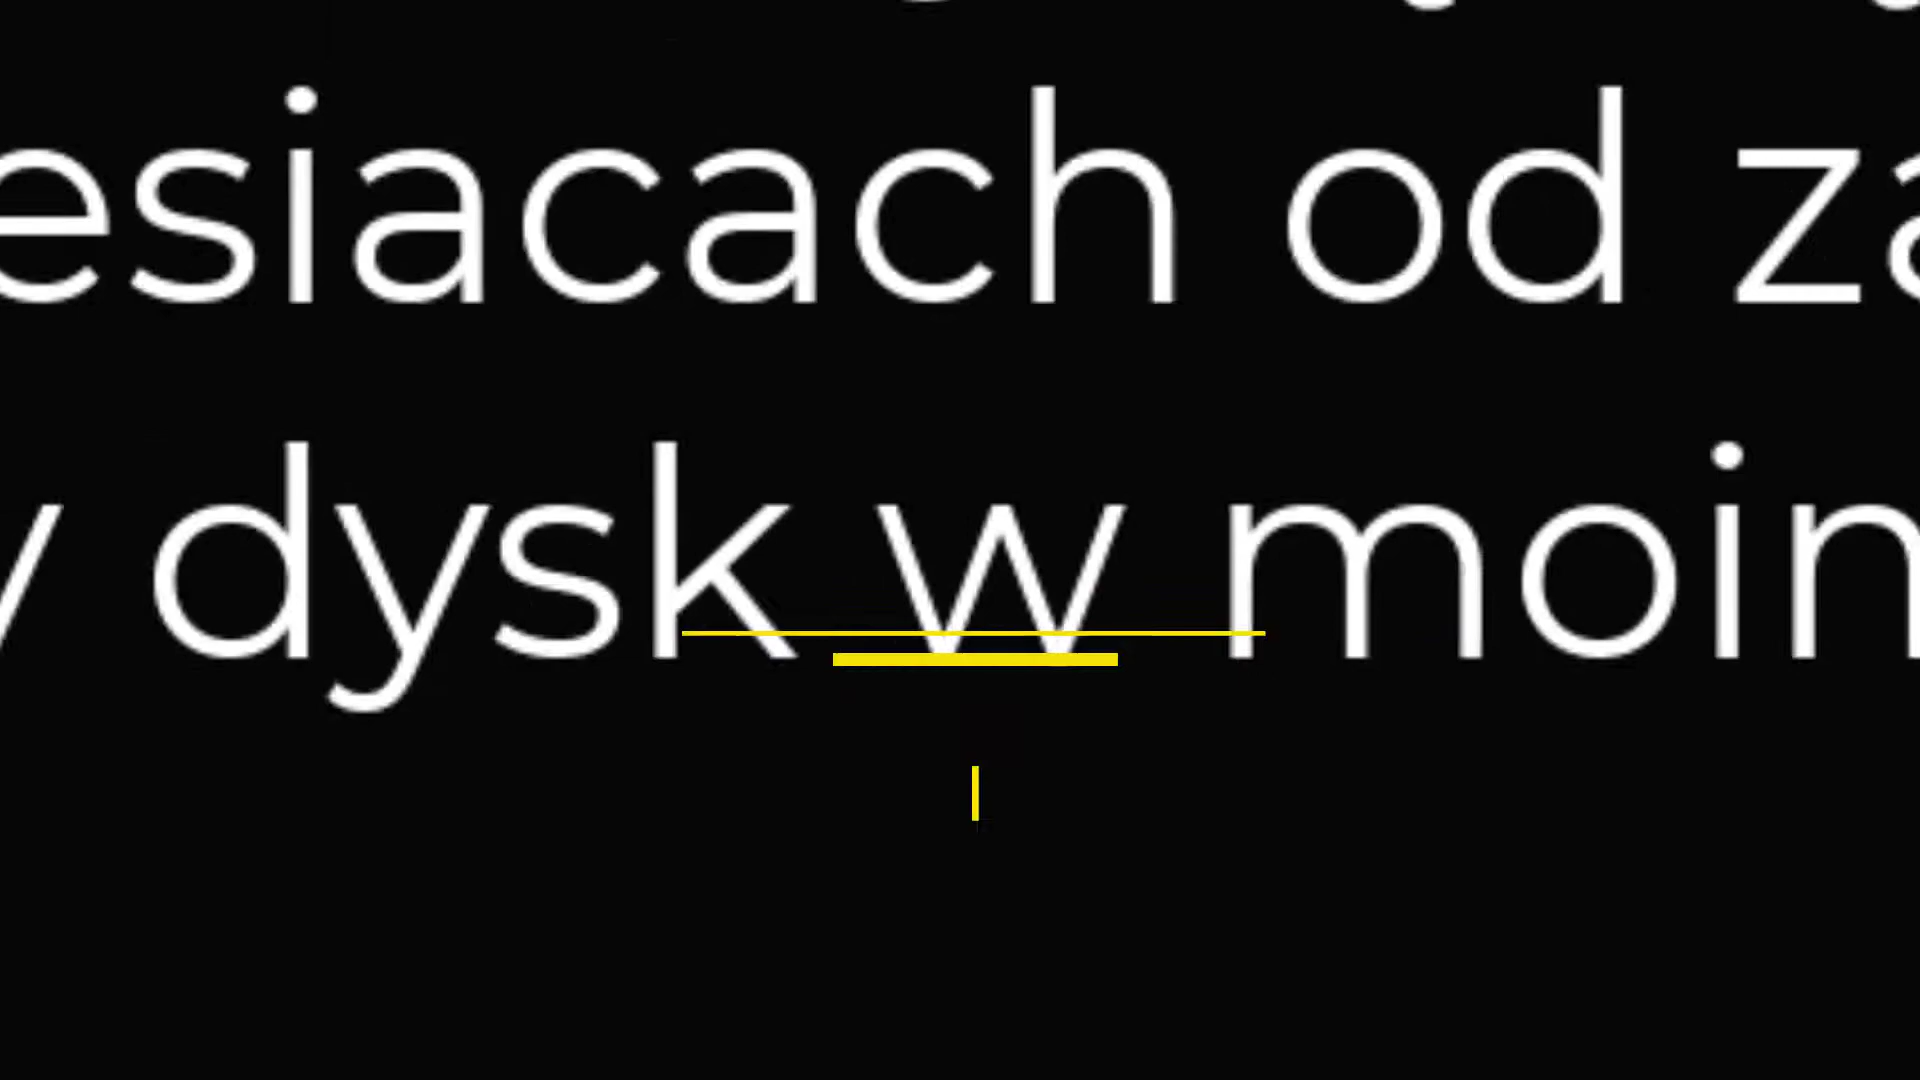 esiacach od za
y dysk w moin